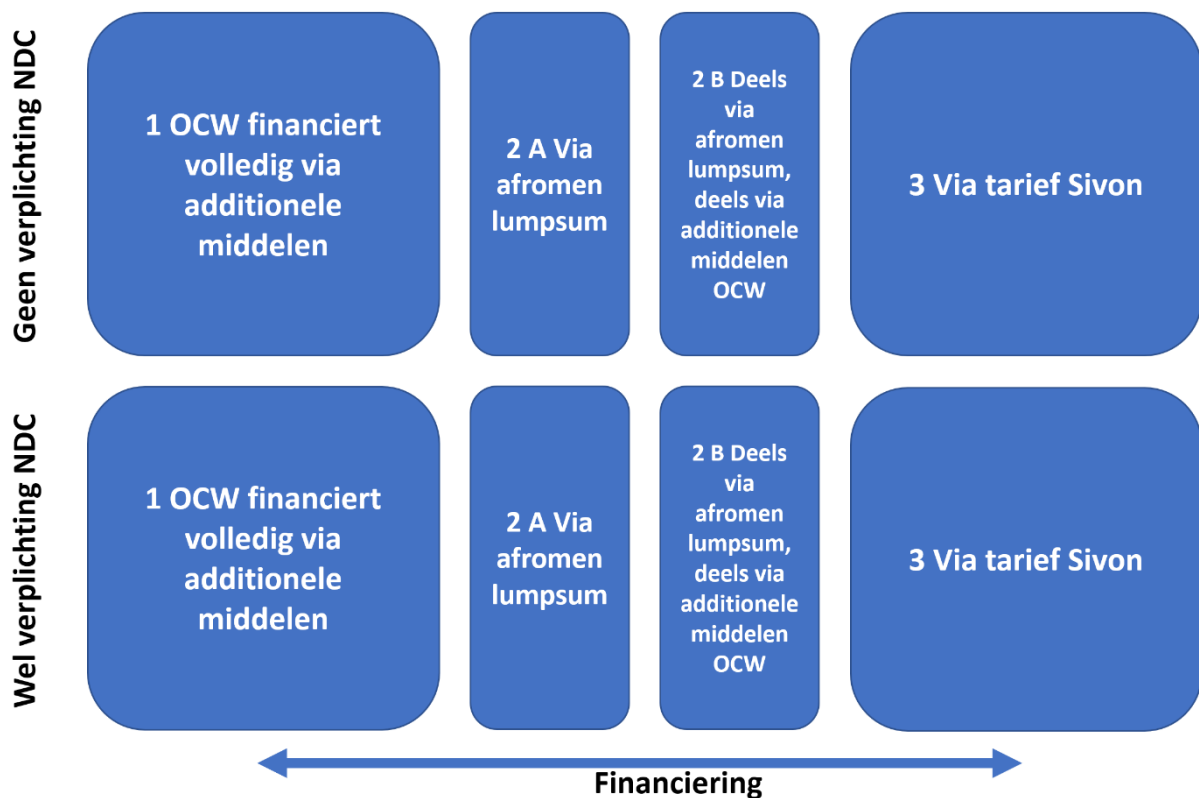 Geen verplichting NDC
1 OCW financiert
volledig via
additionele
middelen
2 A Via
afromen
lumpsum
2 B Deels
via
afromen
lumpsum,
deels via
additionele
middelen
OCW
3 Via tarief Sivon
Wel verplichting NDC
1 OCW financiert
volledig via
additionele
middelen
2 A Via
afromen
lumpsum
2 B Deels
via
afromen
lumpsum,
deels via
additionele
middelen
OCW
3 Via tarief Sivon
Financiering